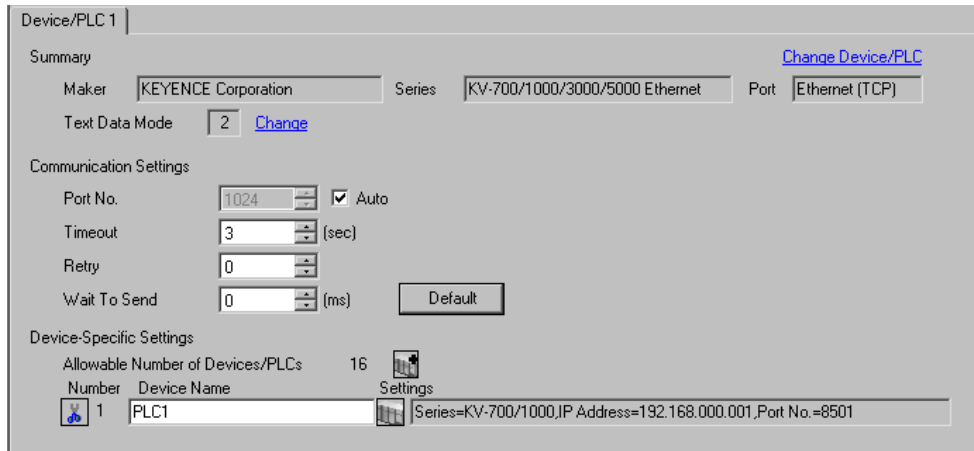 Device/PLC 1
Summary Change Device/PLC
Maker KEYENCE Corporation Series KV-700/1000/3000/5000 Ethernet Port Ethernet (TCP)
Text Data Mode 2 Change
Communication Settings
Port No. 1024 Auto
Timeout 3 (sec)
Retry 0
Wait To Send 0 (ms) Default
Device-Specific Settings
Allowable Number of Devices/PLCs 16
Number Device Name Settings
1 PLC1 Series=KV-700/1000,IP Address=192.168.000.001,Port No.=8501